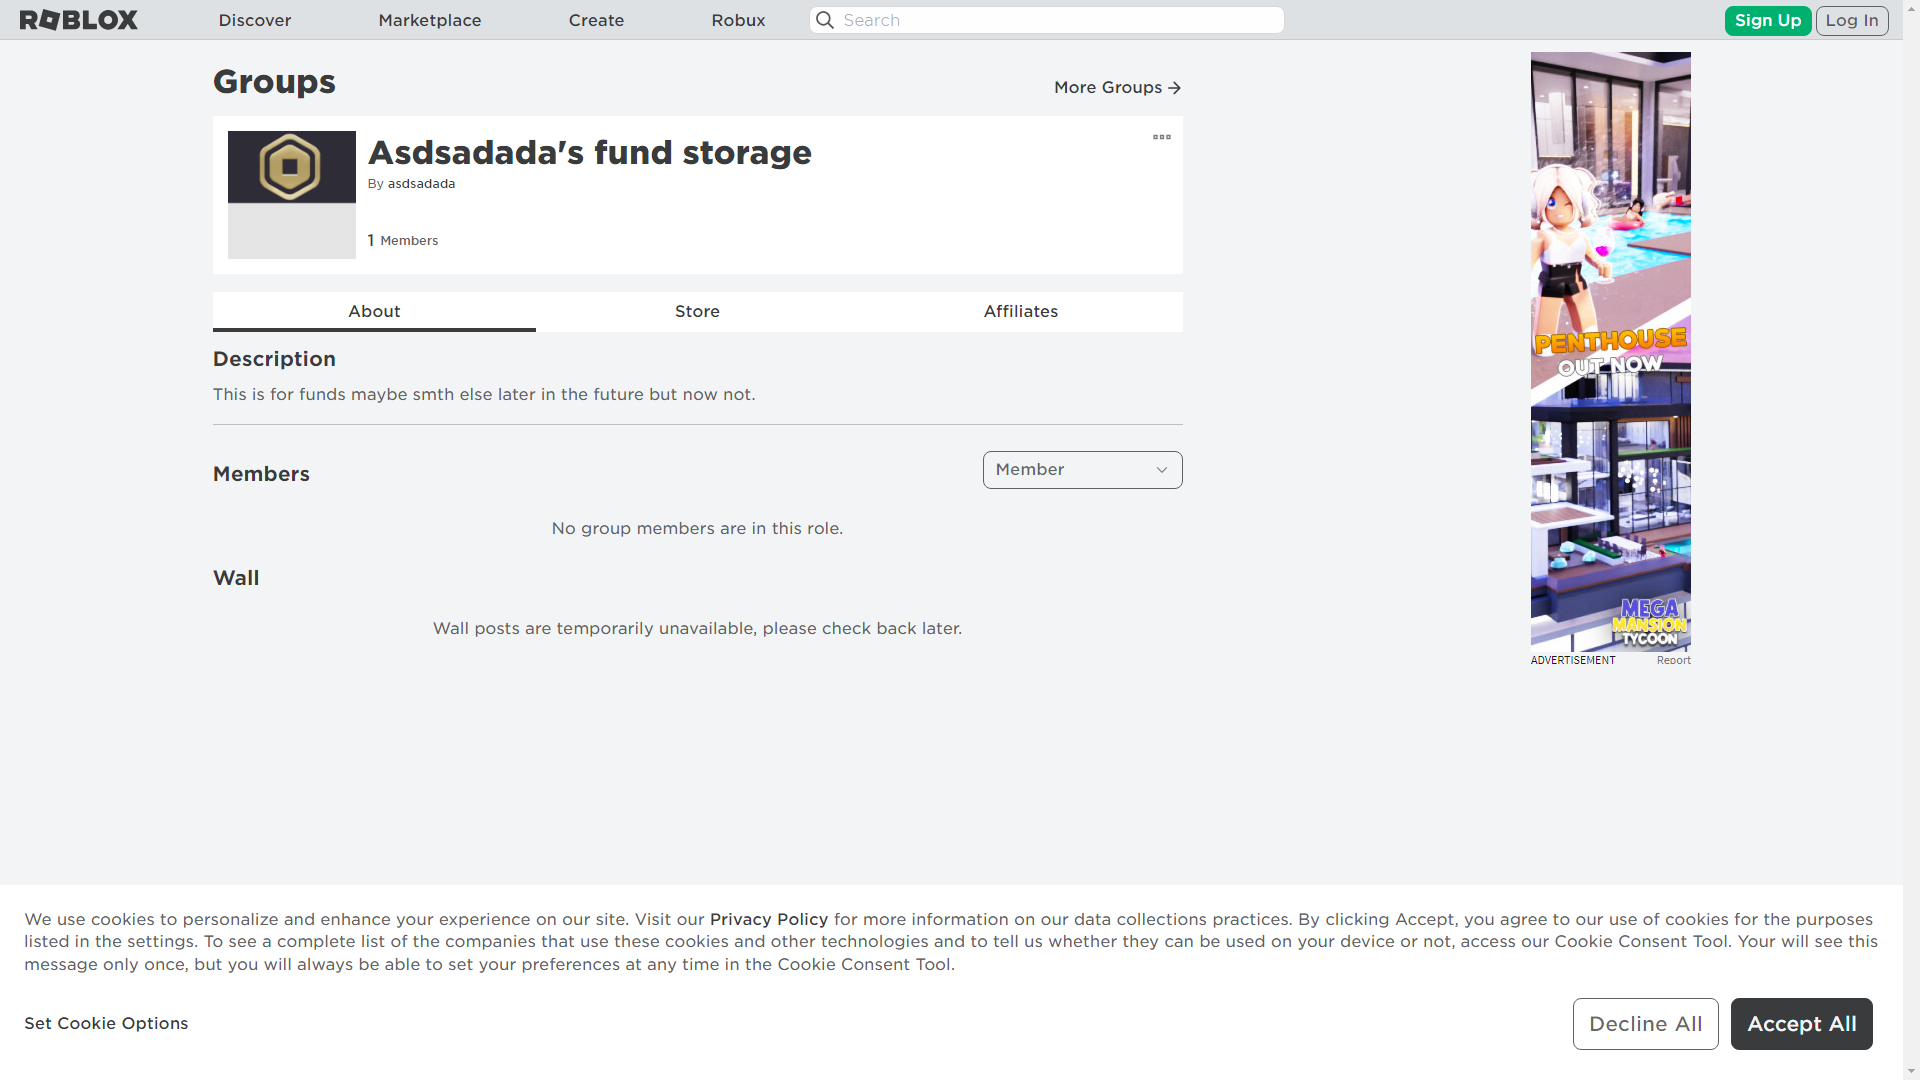 ROBLOX
Discover
Marketplace
Create
Robux
Search
Sign Up
Log In
Groups
More Groups
Asdsadada's fund storage
By asdsadada
1 Members
About
Store
Affiliates
Description
This is for funds maybe smth else later in the future but now not.
Members
Member
No group members are in this role.
Wall
Wall posts are temporarily unavailable, please check back later.
PENTHOUSE
OUT NOW
MEGA
MANSION
TYCOON
ADVERTISEMENT
Report
We use cookies to personalize and enhance your experience on our site. Visit our Privacy Policy for more information on our data collections practices. By clicking Accept, you agree to our use of cookies for the purposes
listed in the settings. To see a complete list of the companies that use these cookies and other technologies and to tell us whether they can be used on your device or not, access our Cookie Consent Tool. Your will see this
message only once, but you will always be able to set your preferences at any time in the Cookie Consent Tool.
Set Cookie Options
Decline All
Accept All